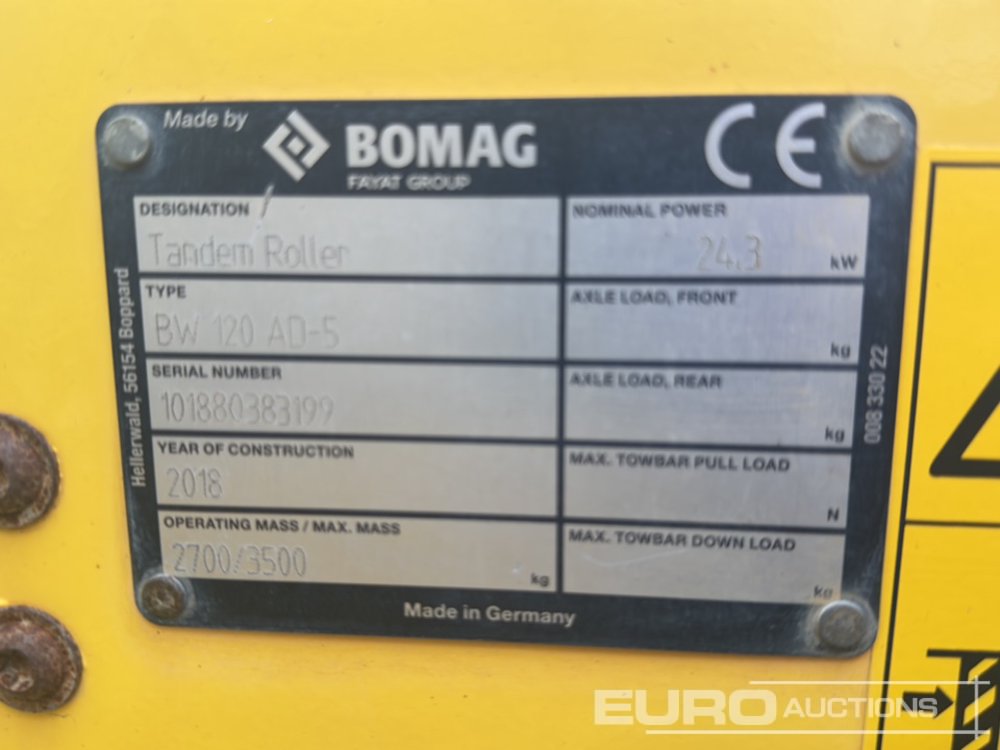 Made by
BOMAG
FAYAT GROUP
CE
DESIGNATION
Tandem Roller
NOMINAL POWER
24.3 kW
TYPE
BW 120 AD-5
AXLE LOAD, FRONT
kg
SERIAL NUMBER
101880383199
AXLE LOAD, REAR
kg
YEAR OF CONSTRUCTION
2018
MAX. TOWBAR PULL LOAD
N
OPERATING MASS / MAX. MASS
2700/3500 kg
MAX. TOWBAR DOWN LOAD
kg
Made in Germany
Hellerwald, 56154 Boppard
008 330 22
EURO AUCTIONS